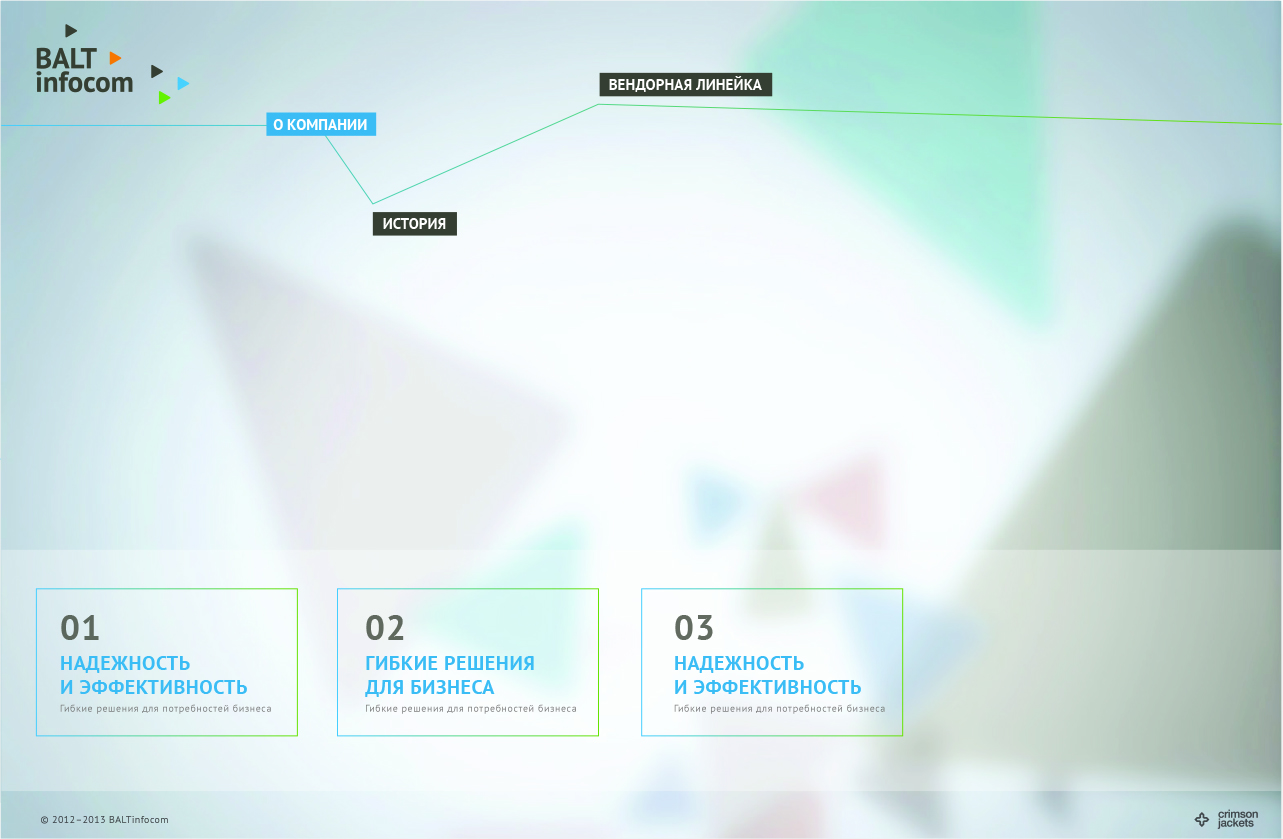 BALT
infocom
ВЕНДОРНАЯ ЛИНЕЙКА
О КОМПАНИИ
ИСТОРИЯ
01
НАДЕЖНОСТЬ
И ЭФФЕКТИВНОСТЬ
Гибкие решения для потребностей бизнеса
02
ГИБКИЕ РЕШЕНИЯ
ДЛЯ БИЗНЕСА
Гибкие решения для потребностей бизнеса
03
НАДЕЖНОСТЬ
И ЭФФЕКТИВНОСТЬ
Гибкие решения для потребностей бизнеса
© 2012–2013 BALTinfocom
crimson
jackets